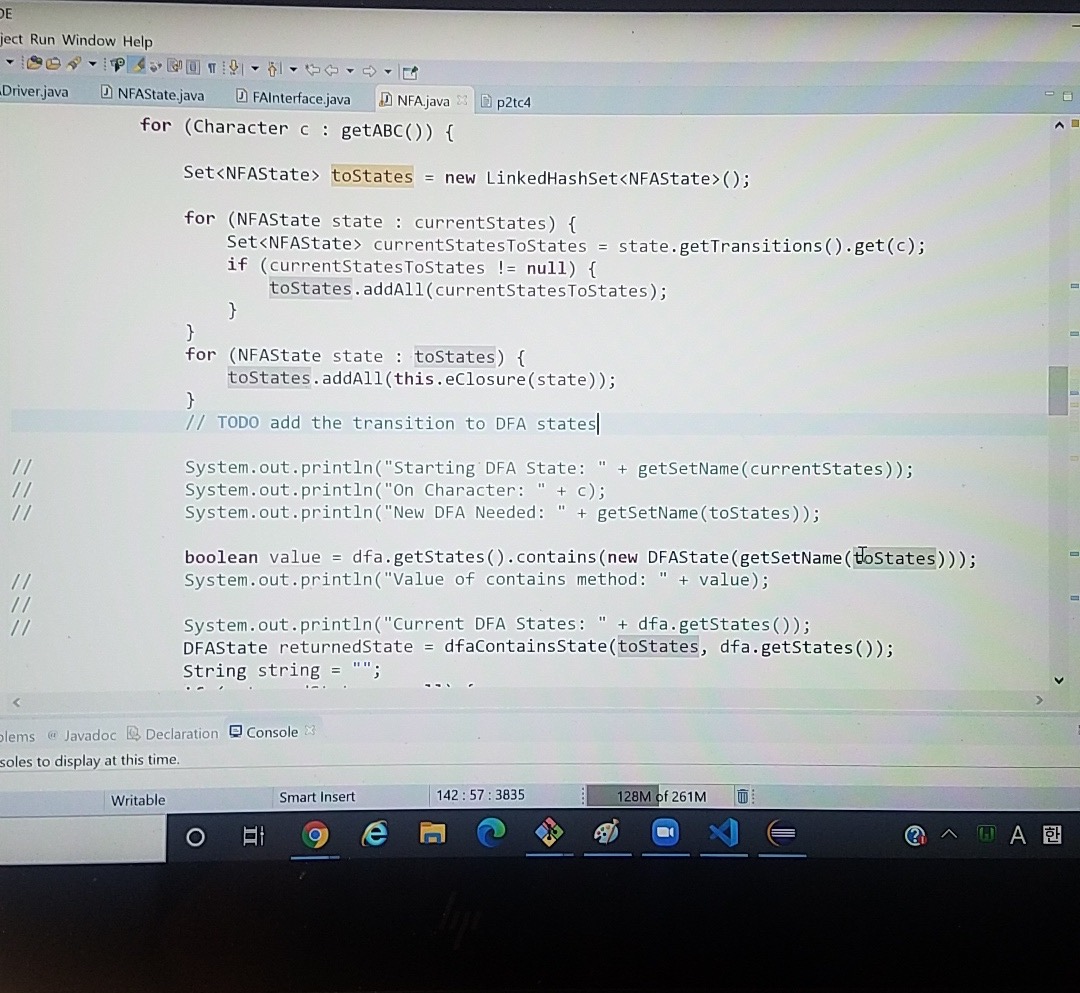 DE
ject Run Window Help
Driver.java NFAState.java FAInterface.java NFA.java p2tc4
for (Character c : getABC()) {
Set<NFAState> toStates = new LinkedHashSet<NFAState>();
for (NFAState state : currentStates) {
Set<NFAState> currentStatesToStates = state.getTransitions().get(c);
if (currentStatesToStates != null) {
toStates.addAll(currentStatesToStates);
}
}
for (NFAState state : toStates) {
toStates.addAll(this.eClosure(state));
}
// TODO add the transition to DFA states
// System.out.println("Starting DFA State: " + getSetName(currentStates));
// System.out.println("On Character: " + c);
// System.out.println("New DFA Needed: " + getSetName(toStates));
boolean value = dfa.getStates().contains(new DFAState(getSetName(toStates)));
// System.out.println("Value of contains method: " + value);
//
// System.out.println("Current DFA States: " + dfa.getStates());
DFAState returnedState = dfaContainsState(toStates, dfa.getStates());
String string = "";
blems @ Javadoc Declaration Console
soles to display at this time.
Writable Smart Insert 142 : 57 : 3835 128M of 261M
A 한
hp